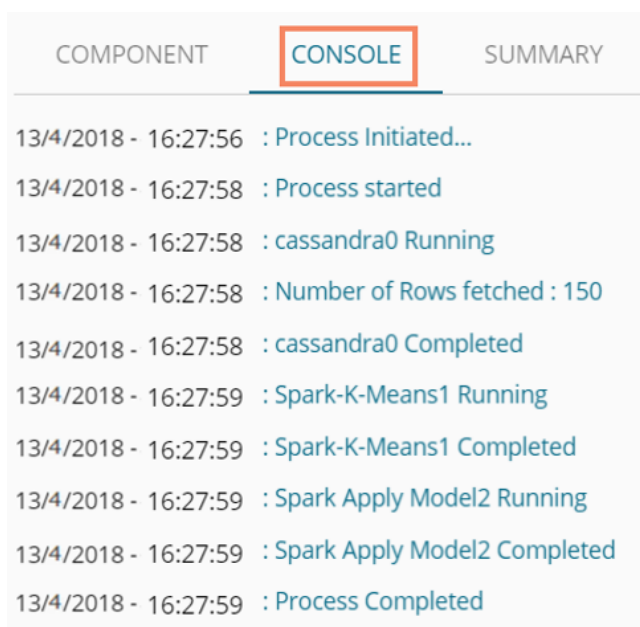 COMPONENT CONSOLE SUMMARY
13/4/2018 - 16:27:56 : Process Initiated...
13/4/2018 - 16:27:58 : Process started
13/4/2018 - 16:27:58 : cassandra0 Running
13/4/2018 - 16:27:58 : Number of Rows fetched : 150
13/4/2018 - 16:27:58 : cassandra0 Completed
13/4/2018 - 16:27:59 : Spark-K-Means1 Running
13/4/2018 - 16:27:59 : Spark-K-Means1 Completed
13/4/2018 - 16:27:59 : Spark Apply Model2 Running
13/4/2018 - 16:27:59 : Spark Apply Model2 Completed
13/4/2018 - 16:27:59 : Process Completed